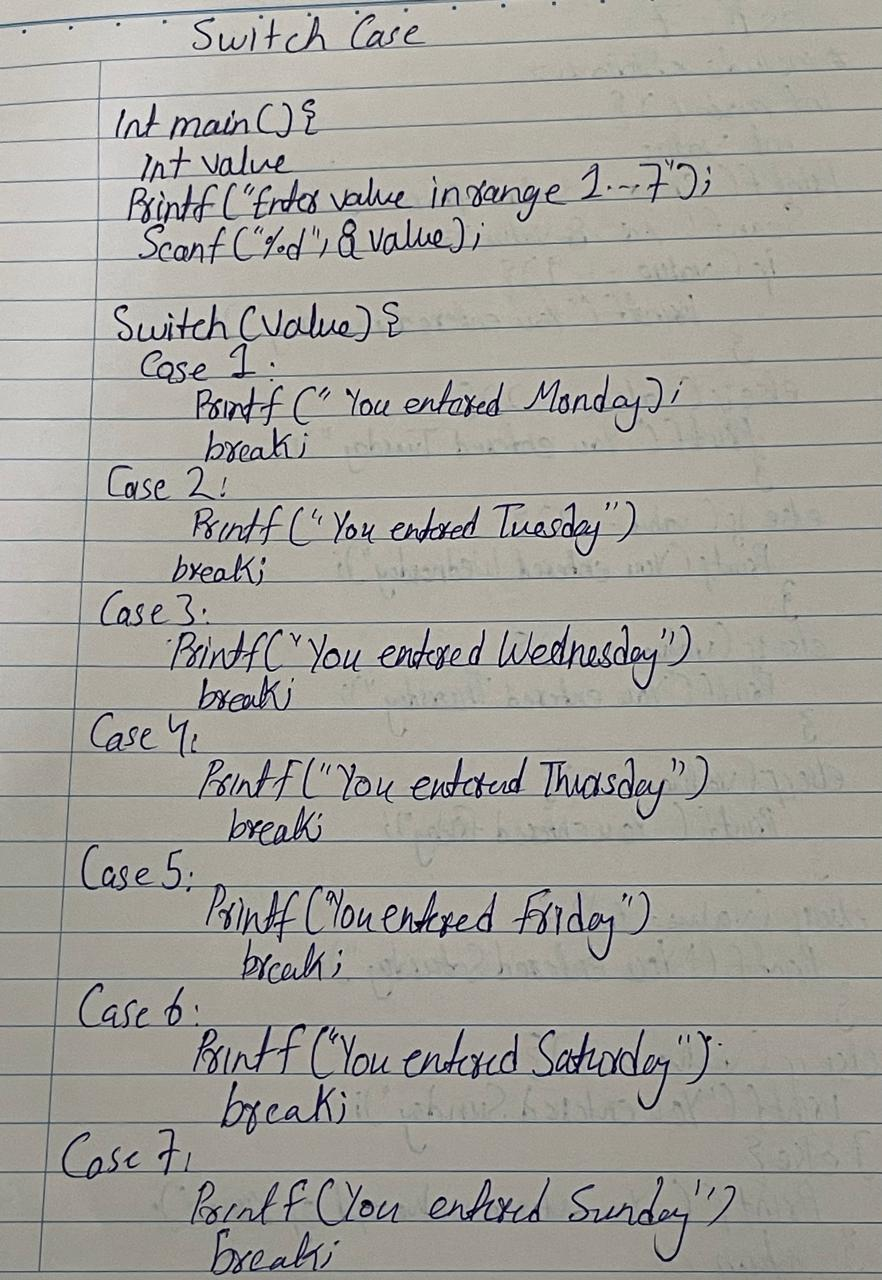 Switch Case
Int main(){
Int value
Printf("Enter value in range 1...7");
Scanf("%d", &value);
Switch (Value) {
Case 1:
Printf (" You entered Monday);
break;
Case 2:
Printf ("You entered Tuesday")
break;
Case 3:
Printf("You entered Wednesday")
break;
Case 4:
Printf("You entered Thursday")
break;
Case 5:
Printf("You entered Friday")
break;
Case 6:
Printf("You entered Saturday");
break;
Case 7:
Printf (You entered Sunday")
break;